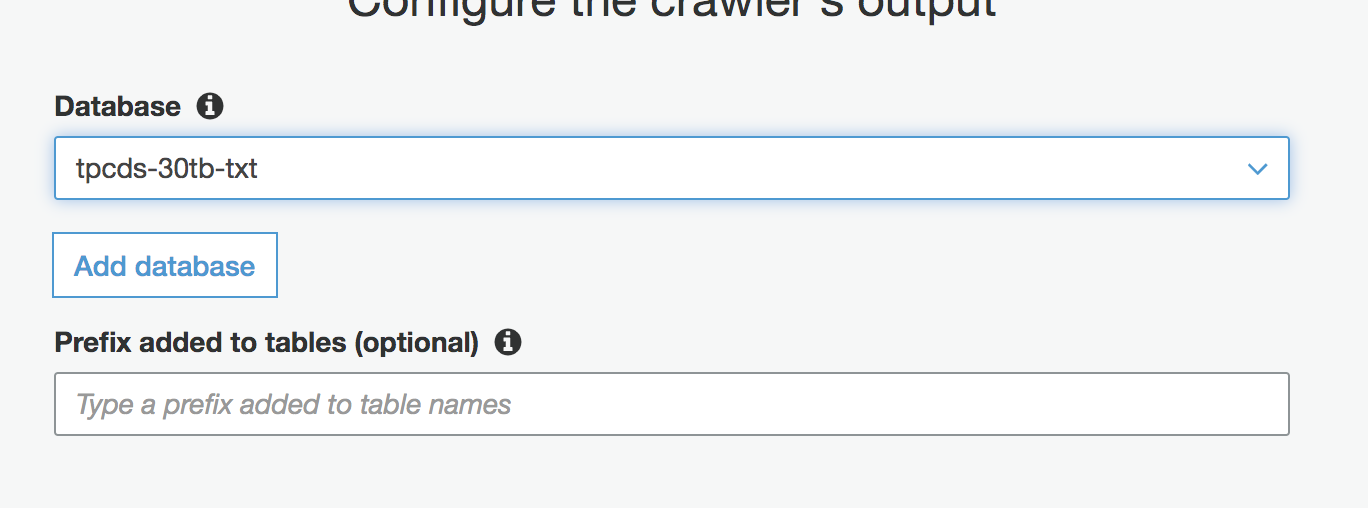 Configure the crawler's output
Database
tpcds-30tb-txt
Add database
Prefix added to tables (optional)
Type a prefix added to table names